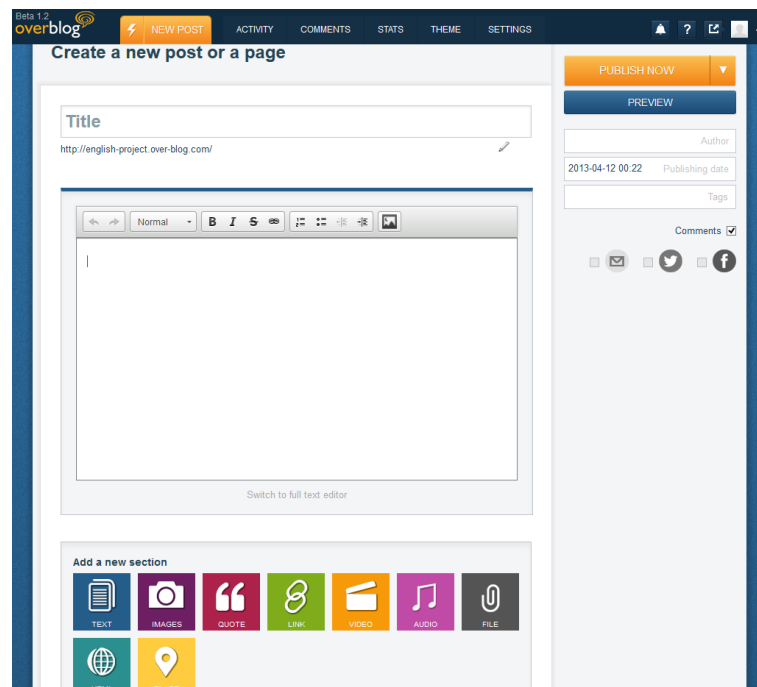 Beta 1.2
overblog
NEW POST
ACTIVITY
COMMENTS
STATS
THEME
SETTINGS
?
Create a new post or a page
PUBLISH NOW
PREVIEW
Title
http://english-project.over-blog.com/
Author
2013-04-12 00:22 Publishing date
Tags
Comments
Normal
B I S
Switch to full text editor
Add a new section
TEXT
IMAGES
QUOTE
LINK
VIDEO
AUDIO
FILE